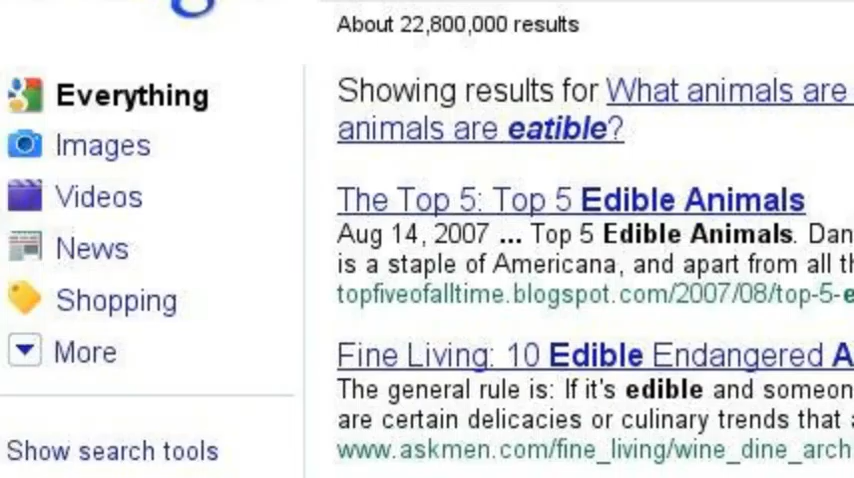 About 22,800,000 results
Everything
Images
Videos
News
Shopping
More
Show search tools
Showing results for What animals are
animals are eatible?
The Top 5: Top 5 Edible Animals
Aug 14, 2007 ... Top 5 Edible Animals. Dan
is a staple of Americana, and apart from all th
topfiveofalltime.blogspot.com/2007/08/top-5-e
Fine Living: 10 Edible Endangered A
The general rule is: If it's edible and someon
are certain delicacies or culinary trends that a
www.askmen.com/fine_living/wine_dine_arch